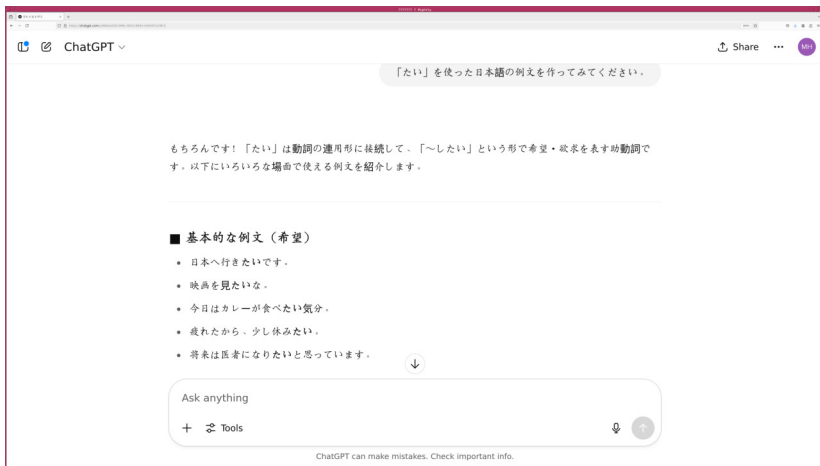 ChatGPT
Share
MH
「たい」を使った日本語の例文を作ってみてください。
もちろんです！「たい」は動詞の連用形に接続して、「〜したい」という形で希望・欲求を表す助動詞で
す。以下にいろいろな場面で使える例文を紹介します。
■ 基本的な例文（希望）
• 日本へ行きたいです。
• 映画を見たいな。
• 今日はカレーが食べたい気分。
• 疲れたから、少し休みたい。
• 将来は医者になりたいと思っています。
Ask anything
Tools
ChatGPT can make mistakes. Check important info.